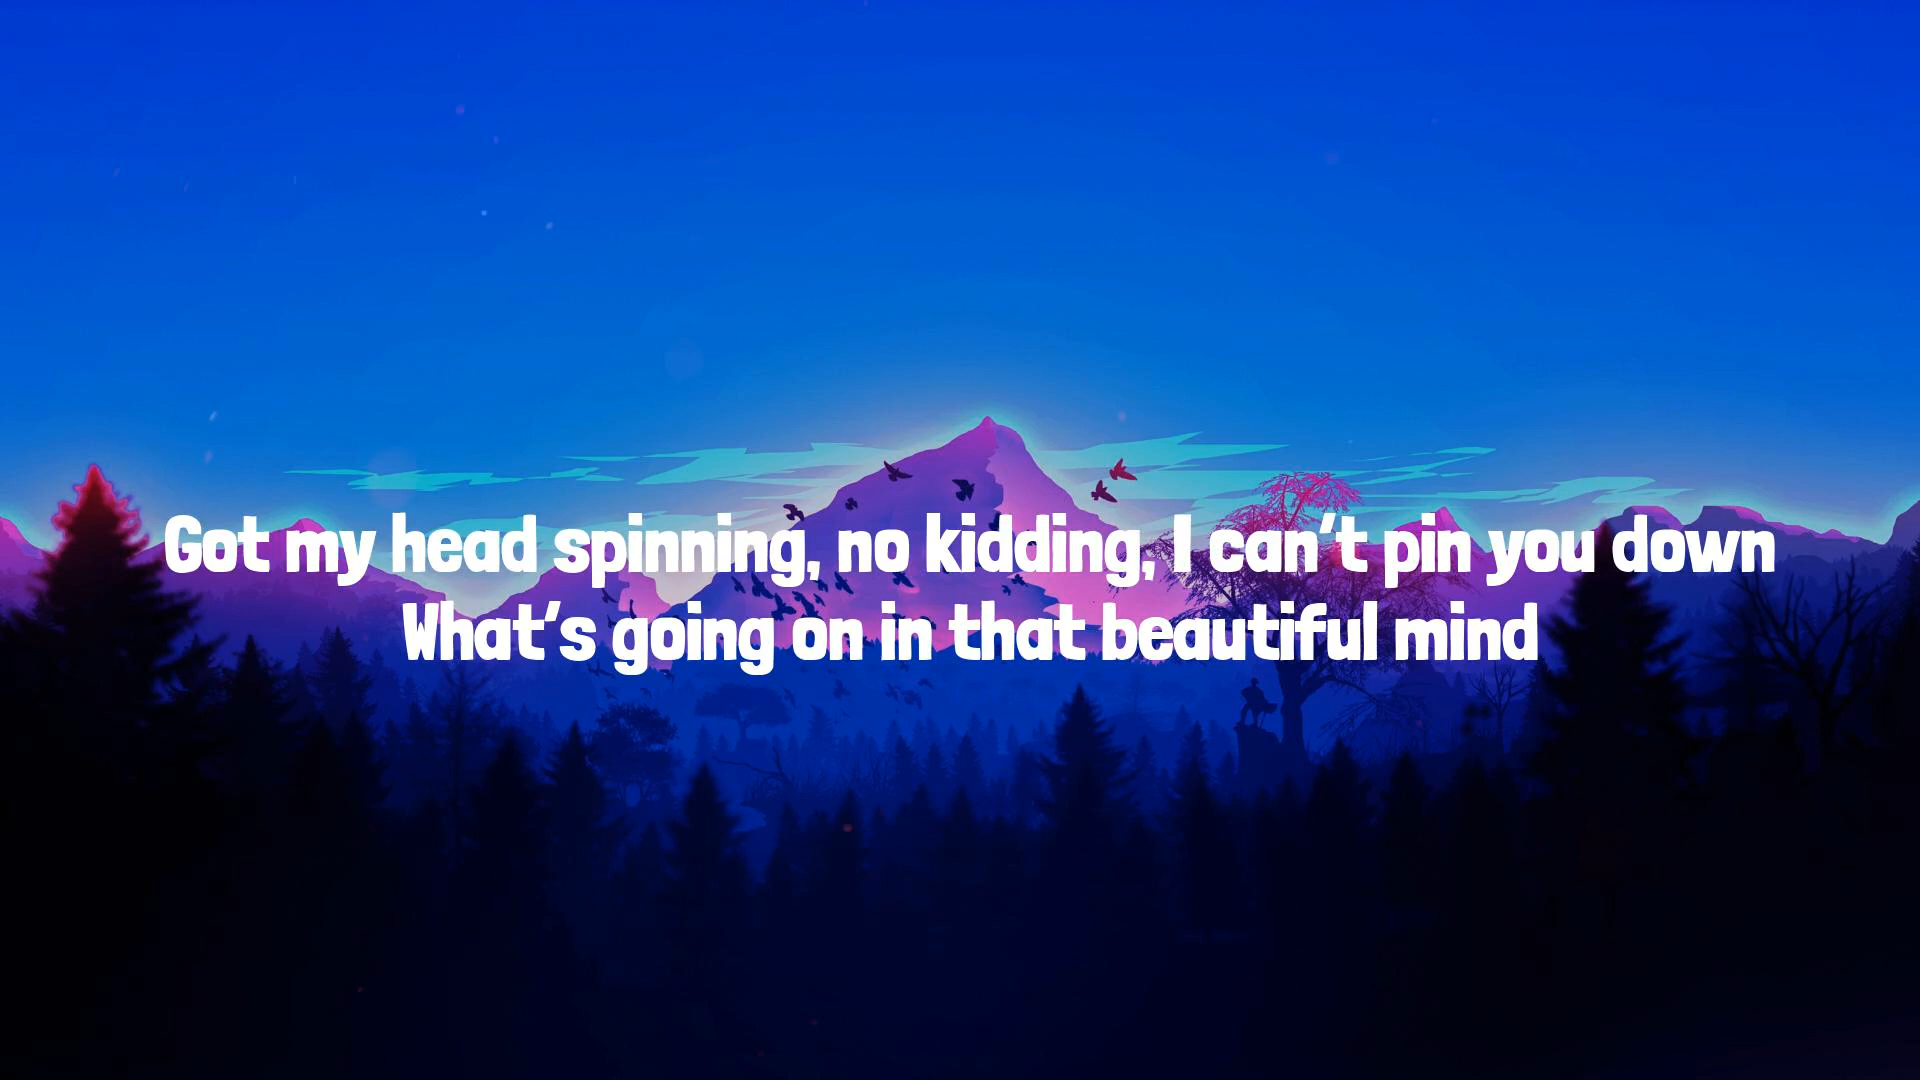 Got my head spinning, no kidding, I can't pin you down
What's going on in that beautiful mind